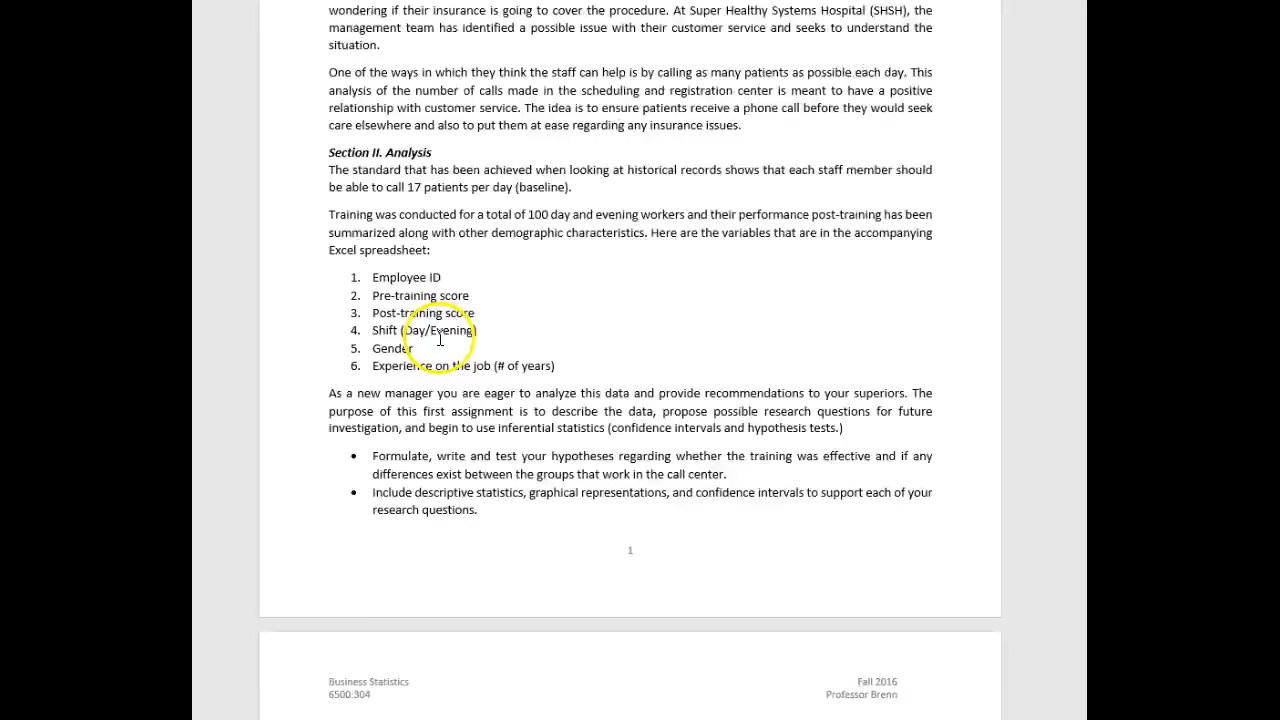 wondering if their insurance is going to cover the procedure. At Super Healthy Systems Hospital (SHSH), the
management team has identified a possible issue with their customer service and seeks to understand the
situation.
One of the ways in which they think the staff can help is by calling as many patients as possible each day. This
analysis of the number of calls made in the scheduling and registration center is meant to have a positive
relationship with customer service. The idea is to ensure patients receive a phone call before they would seek
care elsewhere and also to put them at ease regarding any insurance issues.
Section II. Analysis
The standard that has been achieved when looking at historical records shows that each staff member should
be able to call 17 patients per day (baseline).
Training was conducted for a total of 100 day and evening workers and their performance post-training has been
summarized along with other demographic characteristics. Here are the variables that are in the accompanying
Excel spreadsheet:
1. Employee ID
2. Pre-training score
3. Post-training score
4. Shift (Day/Evening)
5. Gender
6. Experience on the job (# of years)
As a new manager you are eager to analyze this data and provide recommendations to your superiors. The
purpose of this first assignment is to describe the data, propose possible research questions for future
investigation, and begin to use inferential statistics (confidence intervals and hypothesis tests.)
• Formulate, write and test your hypotheses regarding whether the training was effective and if any
differences exist between the groups that work in the call center.
• Include descriptive statistics, graphical representations, and confidence intervals to support each of your
research questions.
1
Business Statistics Fall 2016
6500:304 Professor Brenn